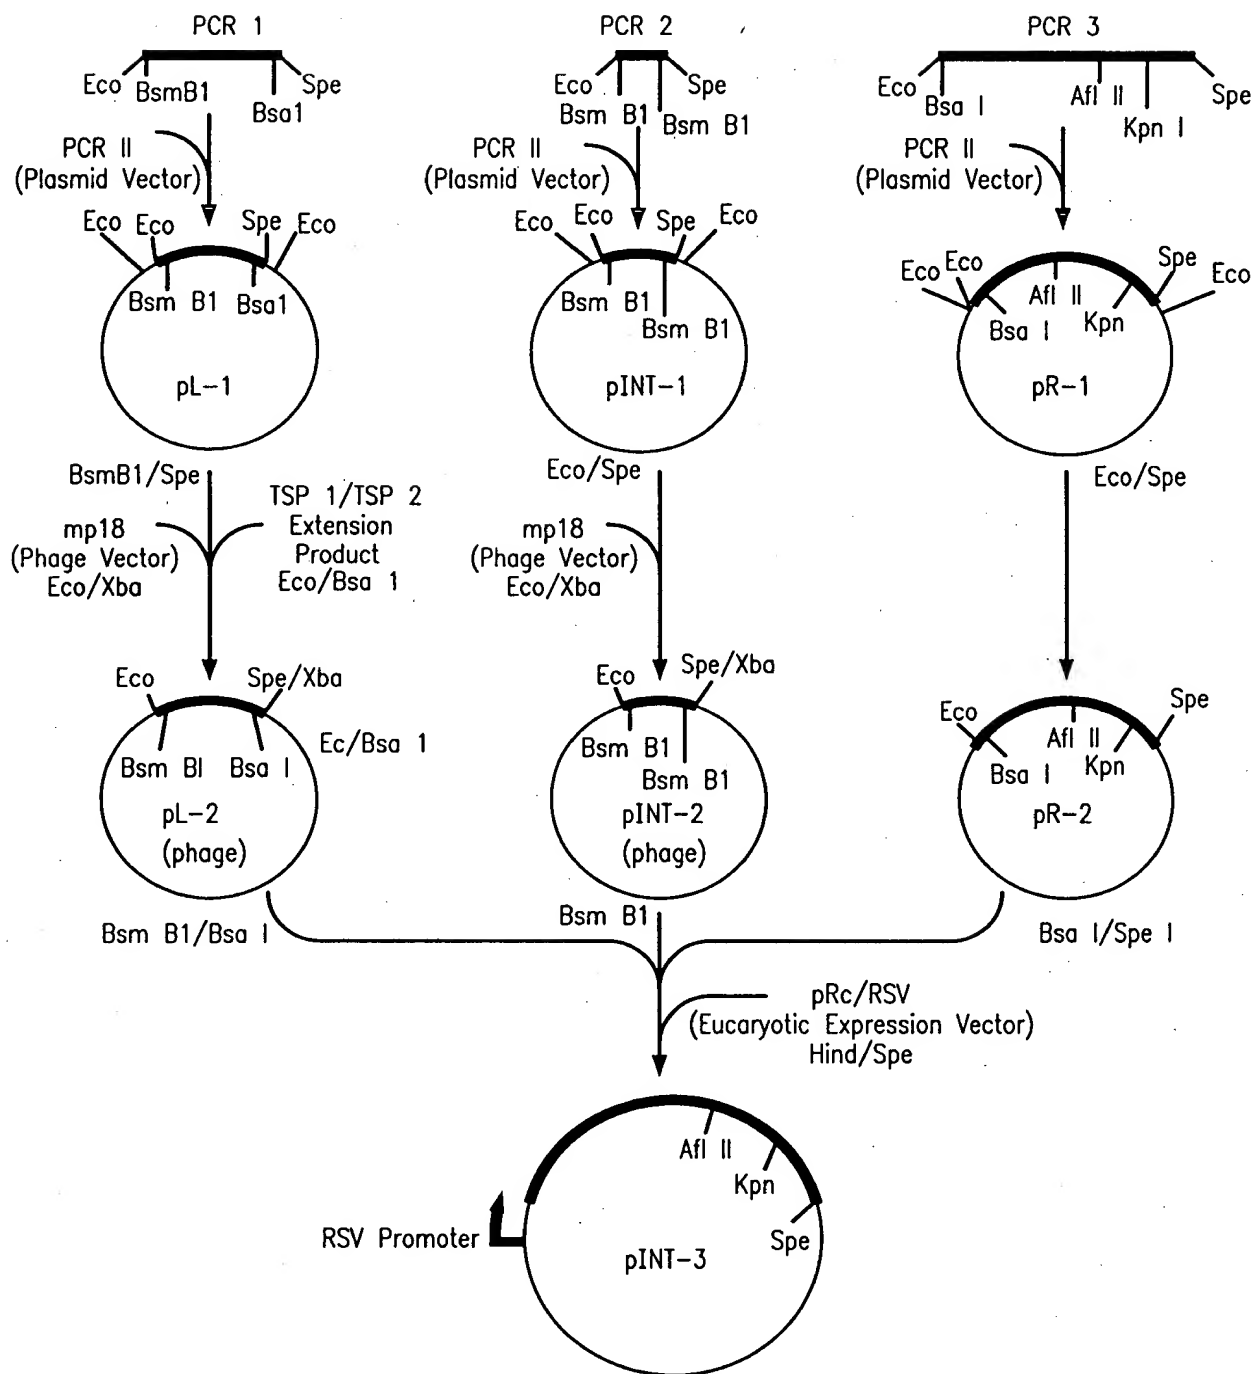 PCR 1
Eco
BsmB1
Bsa1
Spe
PCR II
(Plasmid Vector)
Eco
Eco
Spe
Eco
Bsm B1
Bsa1
pL-1
BsmB1/Spe
mp18
(Phage Vector)
Eco/Xba
TSP 1/TSP 2
Extension
Product
Eco/Bsa 1
Eco
Spe/Xba
Bsm BI
Bsa I
Ec/Bsa 1
pL-2
(phage)
Bsm B1/Bsa I
PCR 2
Eco
Bsm B1
Spe
Bsm B1
PCR II
(Plasmid Vector)
Eco
Eco
Spe
Eco
Bsm B1
Bsm B1
pINT-1
Eco/Spe
mp18
(Phage Vector)
Eco/Xba
Eco
Spe/Xba
Bsm B1
Bsm B1
pINT-2
(phage)
Bsm B1
PCR 3
Eco
Bsa I
Afl II
Kpn I
Spe
PCR II
(Plasmid Vector)
Eco
Eco
Spe
Eco
Bsa I
Afl II
Kpn
pR-1
Eco/Spe
Eco
Spe
Bsa I
Afl II
Kpn
pR-2
Bsa I/Spe I
pRc/RSV
(Eucaryotic Expression Vector)
Hind/Spe
Afl II
Kpn
Spe
RSV Promoter
pINT-3